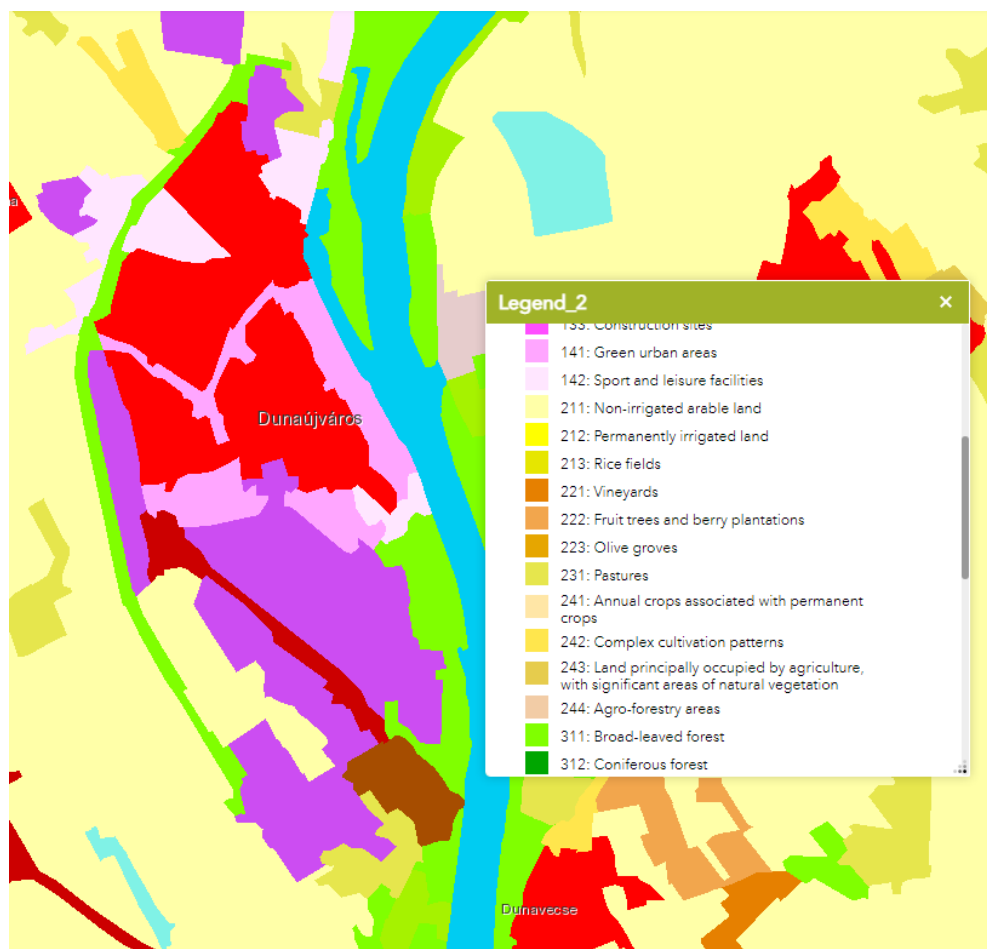 a
Legend_2
133: Construction sites
141: Green urban areas
142: Sport and leisure facilities
211: Non-irrigated arable land
Dunaújváros
212: Permanently irrigated land
213: Rice fields
221: Vineyards
222: Fruit trees and berry plantations
223: Olive groves
231: Pastures
241: Annual crops associated with permanent
crops
242: Complex cultivation patterns
243: Land principally occupied by agriculture,
with significant areas of natural vegetation
244: Agro-forestry areas
311: Broad-leaved forest
312: Coniferous forest
Dunavecse